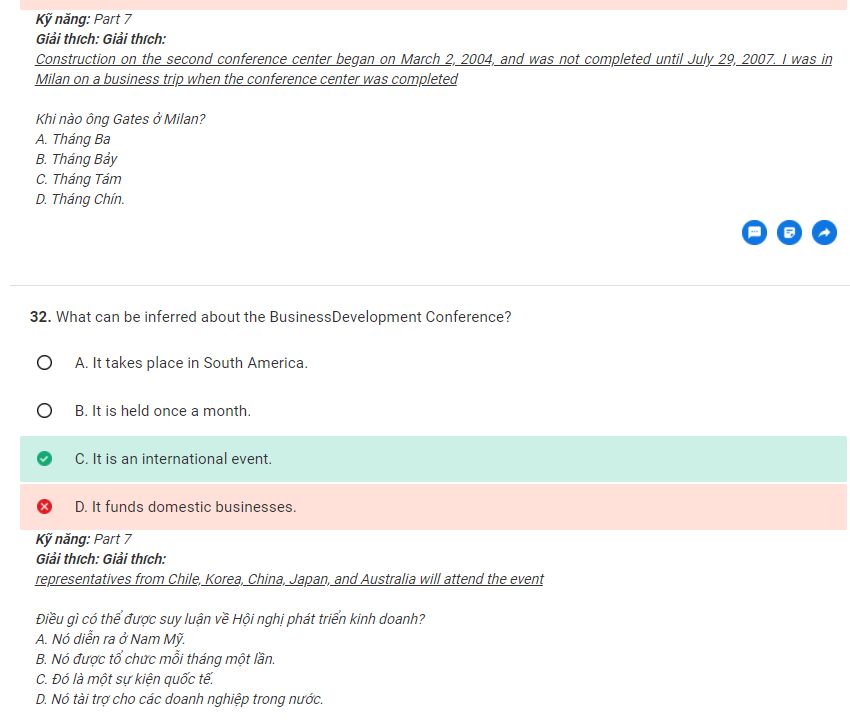 Kỹ năng: Part 7
Giải thích: Giải thích:
Construction on the second conference center began on March 2, 2004, and was not completed until July 29, 2007. I was in
Milan on a business trip when the conference center was completed
Khi nào ông Gates ở Milan?
A. Tháng Ba
B. Tháng Bảy
C. Tháng Tám
D. Tháng Chín.
32. What can be inferred about the BusinessDevelopment Conference?
A. It takes place in South America.
B. It is held once a month.
C. It is an international event.
D. It funds domestic businesses.
Kỹ năng: Part 7
Giải thích: Giải thích:
representatives from Chile, Korea, China, Japan, and Australia will attend the event
Điều gì có thể được suy luận về Hội nghị phát triển kinh doanh?
A. Nó diễn ra ở Nam Mỹ.
B. Nó được tổ chức mỗi tháng một lần.
C. Đó là một sự kiện quốc tế.
D. Nó tài trợ cho các doanh nghiệp trong nước.